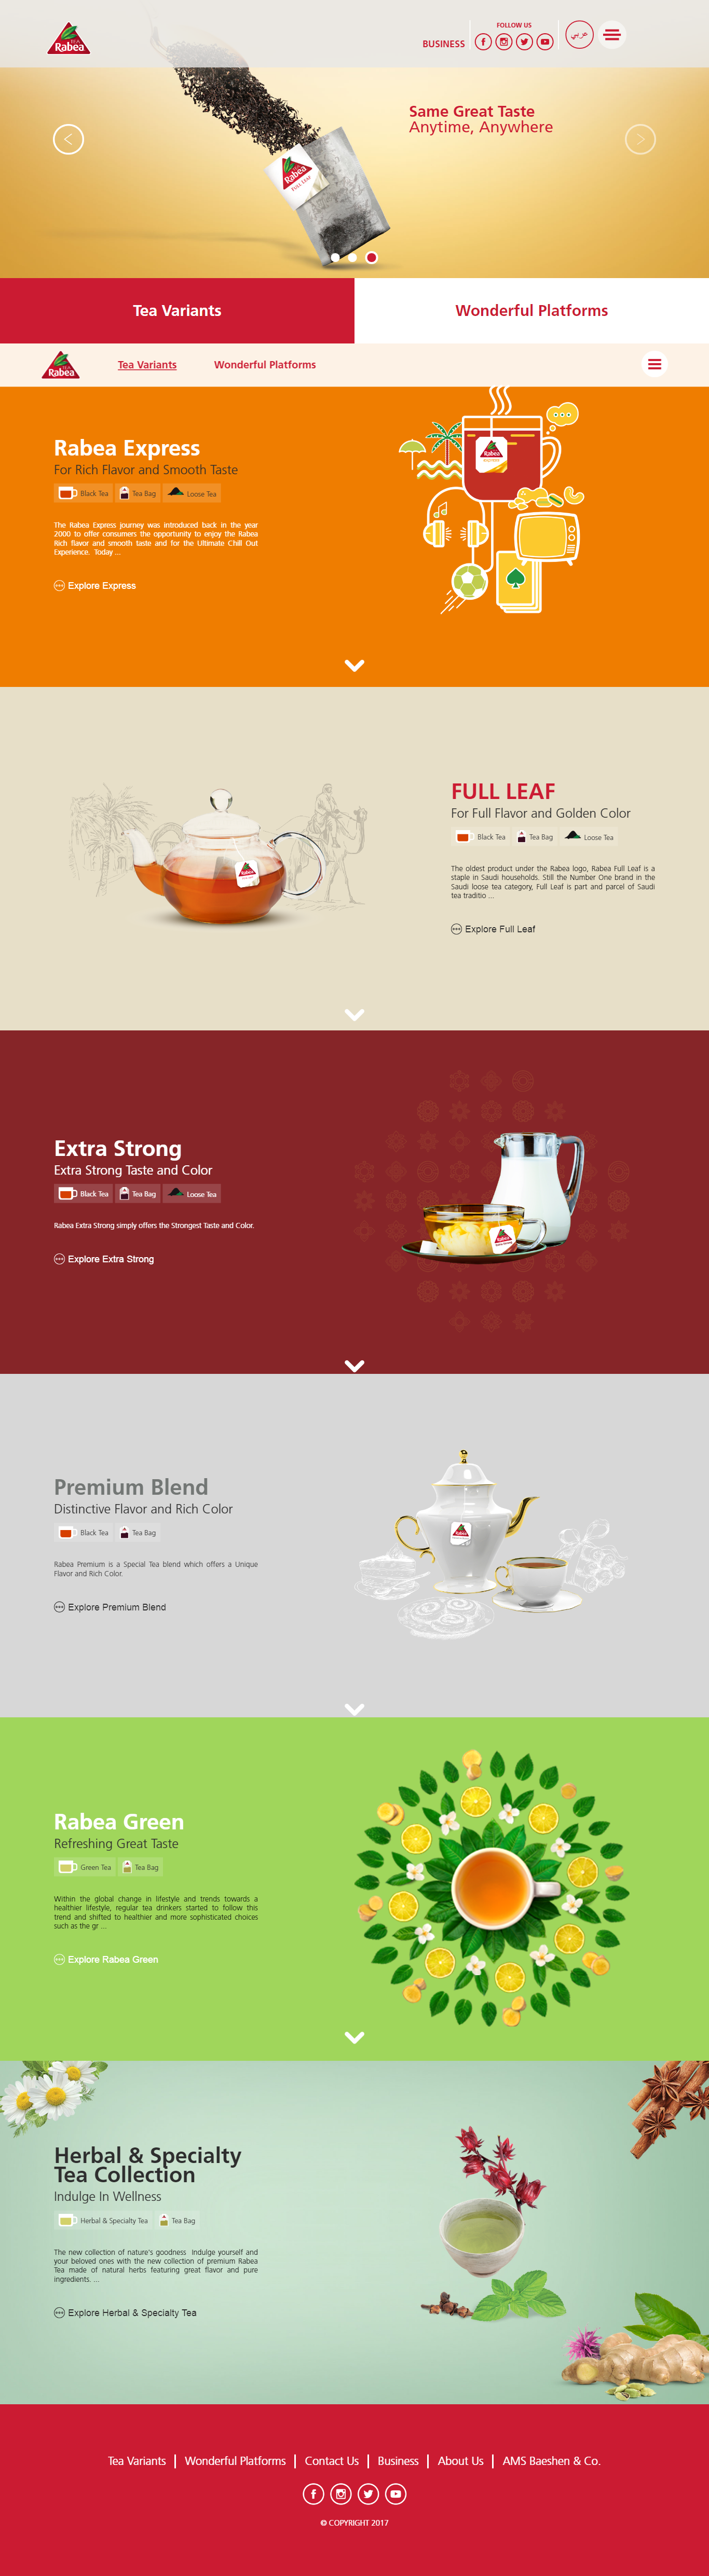 Rabea
BUSINESS
FOLLOW US
عربي
Same Great Taste
Anytime, Anywhere
Rabea
FULL LEAF
Tea Variants
Wonderful Platforms
Rabea
Tea Variants
Wonderful Platforms
Rabea Express
For Rich Flavor and Smooth Taste
Black Tea
Tea Bag
Loose Tea
The Rabea Express journey was introduced back in the year
2000 to offer consumers the opportunity to enjoy the Rabea
Rich flavor and smooth taste and for the Ultimate Chill Out
Experience. Today ...
Explore Express
Rabea
FULL LEAF
For Full Flavor and Golden Color
Black Tea
Tea Bag
Loose Tea
The oldest product under the Rabea logo, Rabea Full Leaf is a
staple in Saudi households. Still the Number One brand in the
Saudi loose tea category, Full Leaf is part and parcel of Saudi
tea traditio ...
Explore Full Leaf
Extra Strong
Extra Strong Taste and Color
Black Tea
Tea Bag
Loose Tea
Rabea Extra Strong simply offers the Strongest Taste and Color.
Explore Extra Strong
Rabea
Premium Blend
Distinctive Flavor and Rich Color
Black Tea
Tea Bag
Rabea Premium is a Special Tea blend which offers a Unique
Flavor and Rich Color.
Explore Premium Blend
Rabea
Rabea Green
Refreshing Great Taste
Green Tea
Tea Bag
Within the global change in lifestyle and trends towards a
healthier lifestyle, regular tea drinkers started to follow this
trend and shifted to healthier and more sophisticated choices
such as the gr ...
Explore Rabea Green
Herbal & Specialty
Tea Collection
Indulge In Wellness
Herbal & Specialty Tea
Tea Bag
The new collection of nature's goodness Indulge yourself and
your beloved ones with the new collection of premium Rabea
Tea made of natural herbs featuring great flavor and pure
ingredients. ...
Explore Herbal & Specialty Tea
Tea Variants
Wonderful Platforms
Contact Us
Business
About Us
AMS Baeshen & Co.
© COPYRIGHT 2017